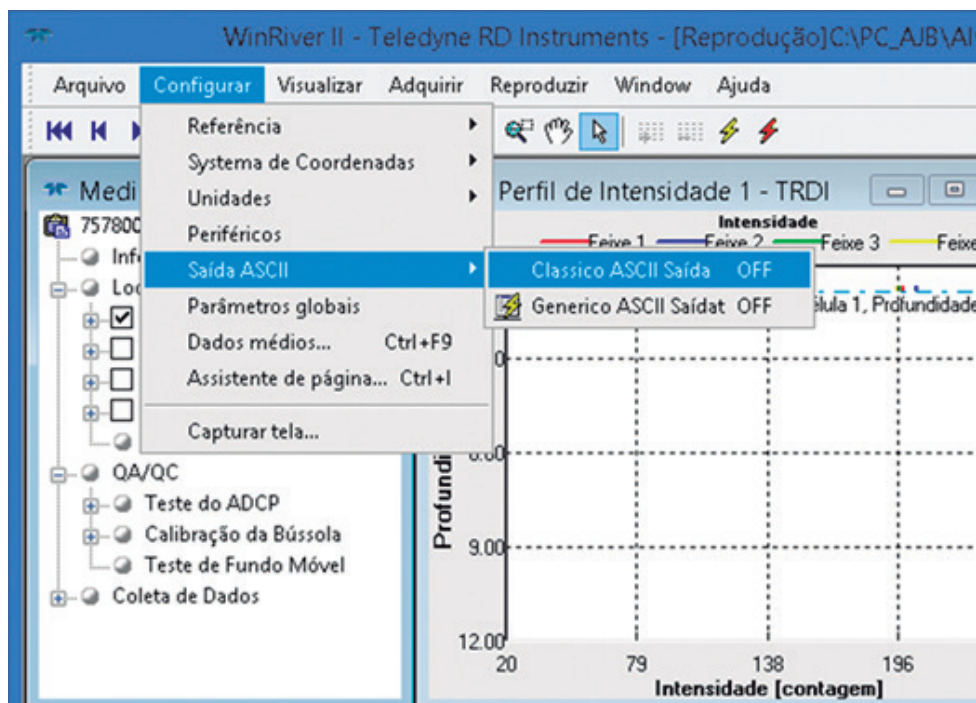 WinRiver II - Teledyne RD Instruments - [Reprodução]C:\PC_AJB\
Arquivo Configurar Visualizar Adquirir Reproduzir Window Ajuda
Referência
Systema de Coordenadas
Unidades
Periféricos
Saída ASCII
Parâmetros globais
Dados médios... Ctrl+F9
Assistente de página... Ctrl+I
Capturar tela...
Classico ASCII Saída OFF
Generico ASCII Saídat OFF
Medi
757800
Inf
Loc
QA/QC
Teste do ADCP
Calibração da Bússola
Teste de Fundo Móvel
Coleta de Dados
Perfil de Intensidade 1 - TRDI
Intensidade
Feixe 1 Feixe 2 Feixe 3 Feixe
élula 1, Profundidade
0
6.00
9.00
12.00
Profundi
20 79 138 196
Intensidade [contagem]